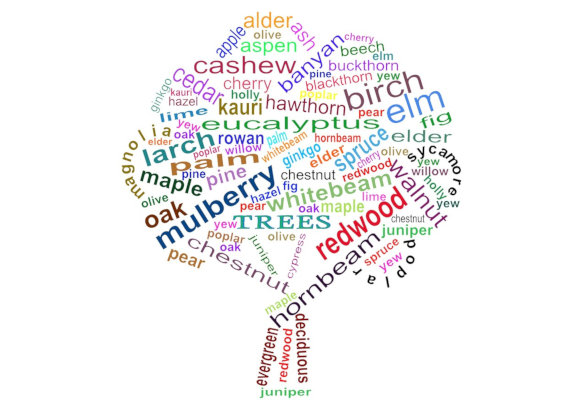 alder
olive
ash
cherry
apple
aspen
banyan
beech
elm
cashew
buckthorn
cedar
cherry
pine
blackthorn
yew
ginkgo
kauri
hazel
holly
kauri
hawthorn
poplar
birch
elm
lime
pear
fig
yew
eucalyptus
magnolia
oak
rowan
palm
hornbeam
spruce
elder
elder
larch
poplar
willow
whitebeam
ginkgo
elder
cherry
olive
sycamore
palm
redwood
walnut
yew
willow
maple
pine
pine
chestnut
holly
mulberry
hazel
fig
whitebeam
lime
yew
olive
oak
pear
oak
maple
redwood
chestnut
yew
TREES
juniper
poplar
oak
juniper
olive
cypress
hornbeam
spruce
yew
poplar
pear
chestnut
maple
evergreen
redwood
deciduous
juniper